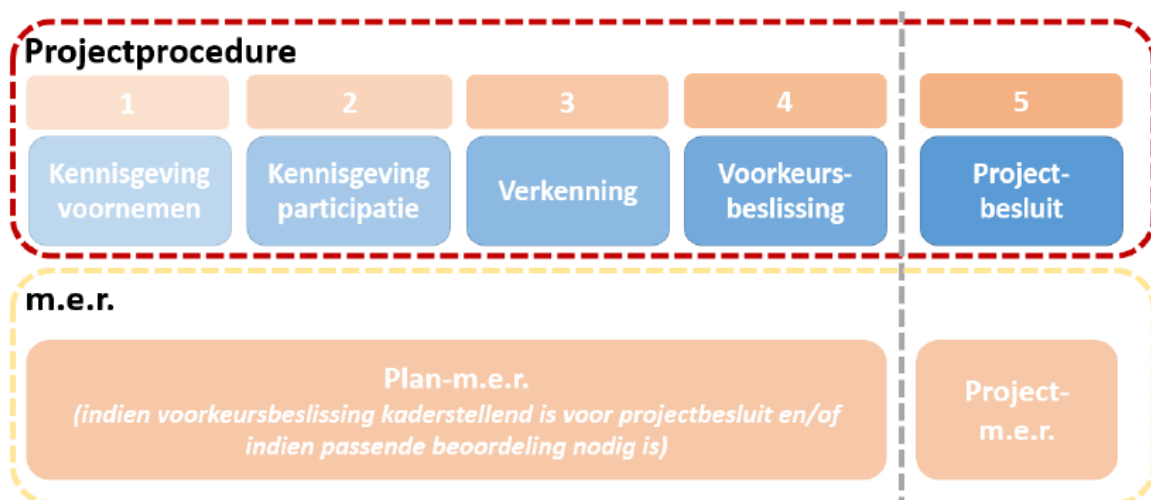 Projectprocedure
1
2
3
4
5
Kennisgeving
voornemen
Kennisgeving
participatie
Verkenning
Voorkeurs-
beslissing
Project-
besluit
m.e.r.
Plan-m.e.r.
(indien voorkeursbeslissing kaderstellend is voor projectbesluit en/of
indien passende beoordeling nodig is)
Project-
m.e.r.